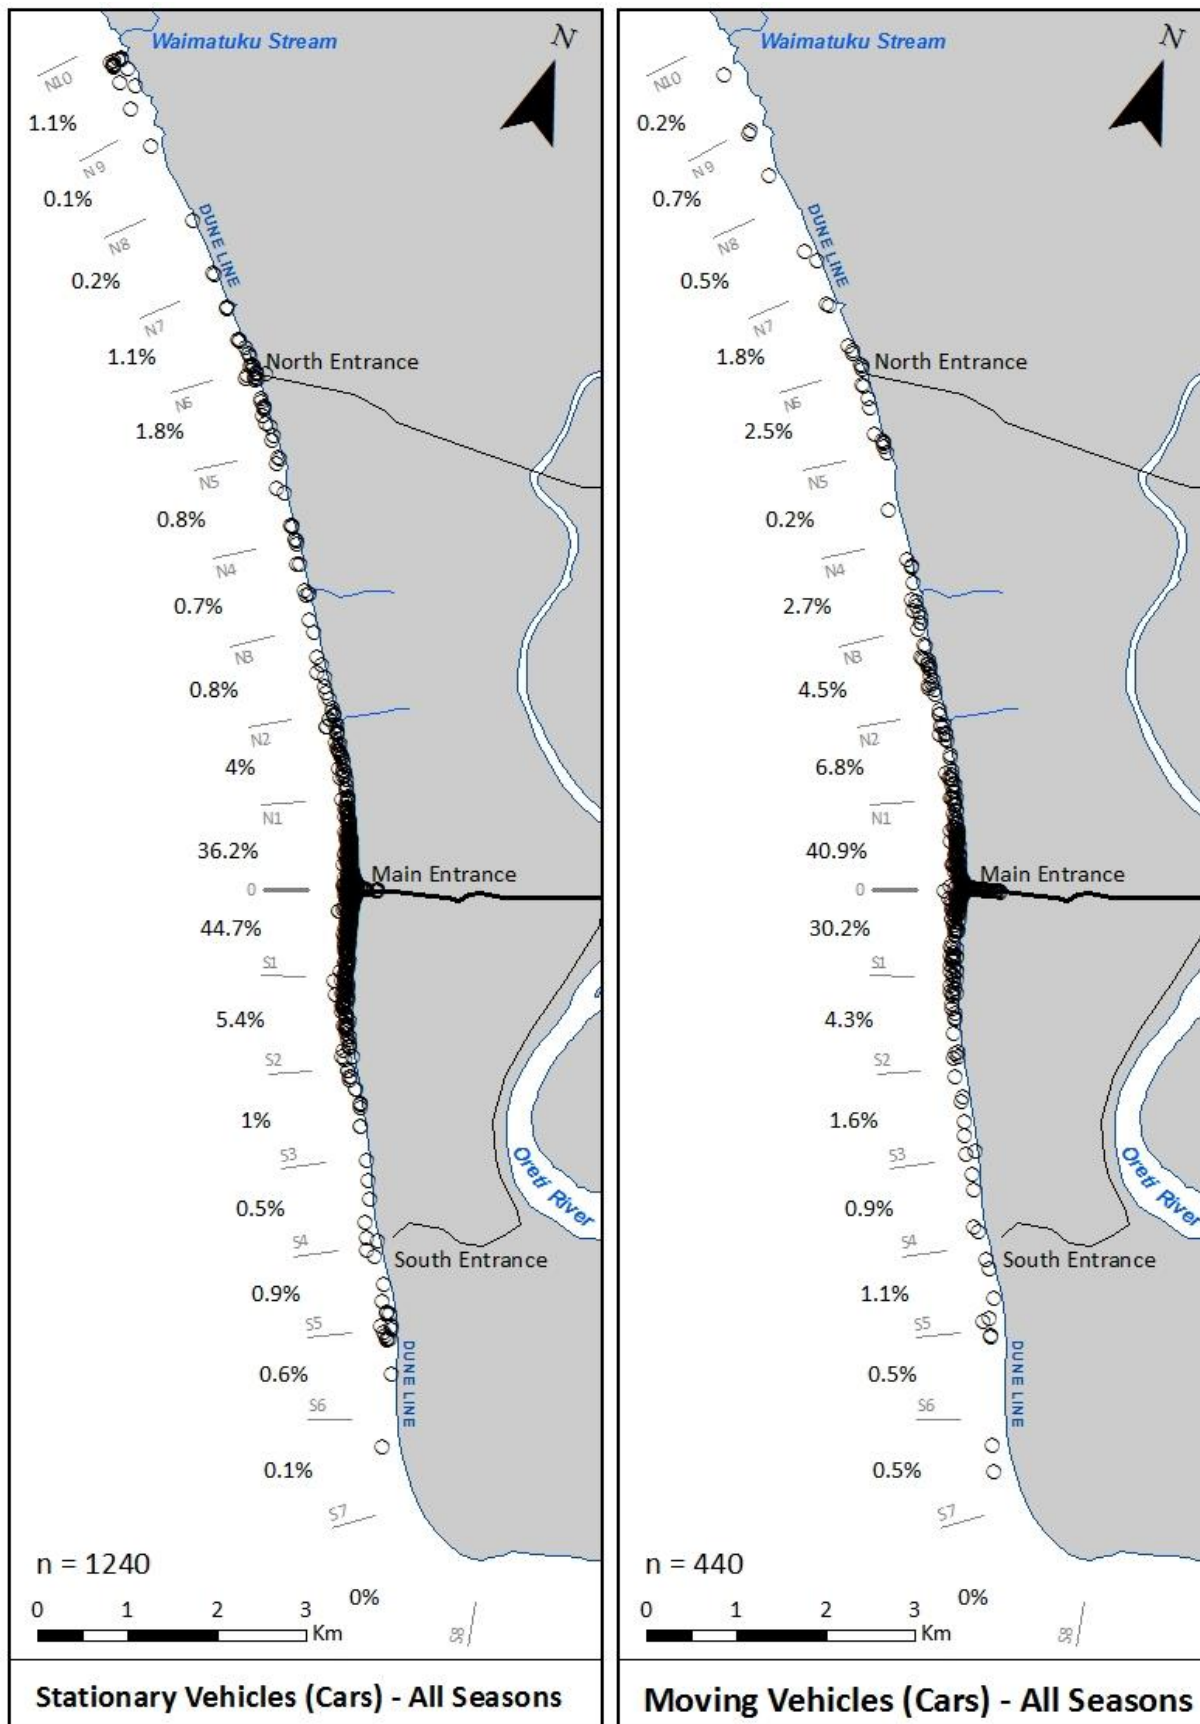 Waimatuku Stream
N
N10
1.1%
N9
0.1%
DUNE LINE
N8
0.2%
N7
1.1%
North Entrance
N6
1.8%
N5
0.8%
N4
0.7%
N3
0.8%
N2
4%
N1
36.2%
Main Entrance
0
44.7%
S1
5.4%
S2
1%
S3
Oreti River
0.5%
S4
South Entrance
0.9%
S5
DUNE LINE
0.6%
S6
0.1%
S7
n = 1240
0%
0 1 2 3
Km
S8
Stationary Vehicles (Cars) - All Seasons
Waimatuku Stream
N
N10
0.2%
N9
0.7%
DUNE LINE
N8
0.5%
N7
1.8%
North Entrance
N6
2.5%
N5
0.2%
N4
2.7%
N3
4.5%
N2
6.8%
N1
40.9%
Main Entrance
0
30.2%
S1
4.3%
S2
1.6%
S3
Oreti River
0.9%
S4
South Entrance
1.1%
S5
DUNE LINE
0.5%
S6
0.5%
S7
n = 440
0%
0 1 2 3
Km
S8
Moving Vehicles (Cars) - All Seasons